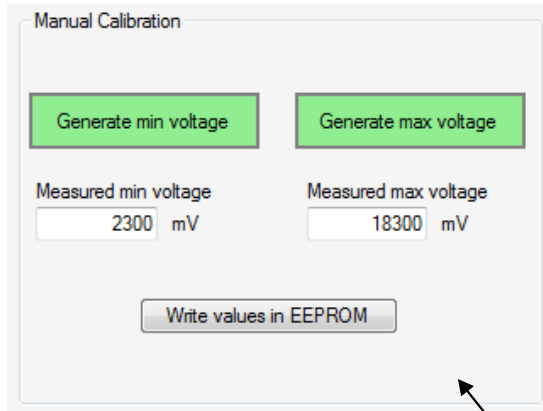 Manual Calibration
Generate min voltage Generate max voltage
Measured min voltage Measured max voltage
2300 mV 18300 mV
Write values in EEPROM